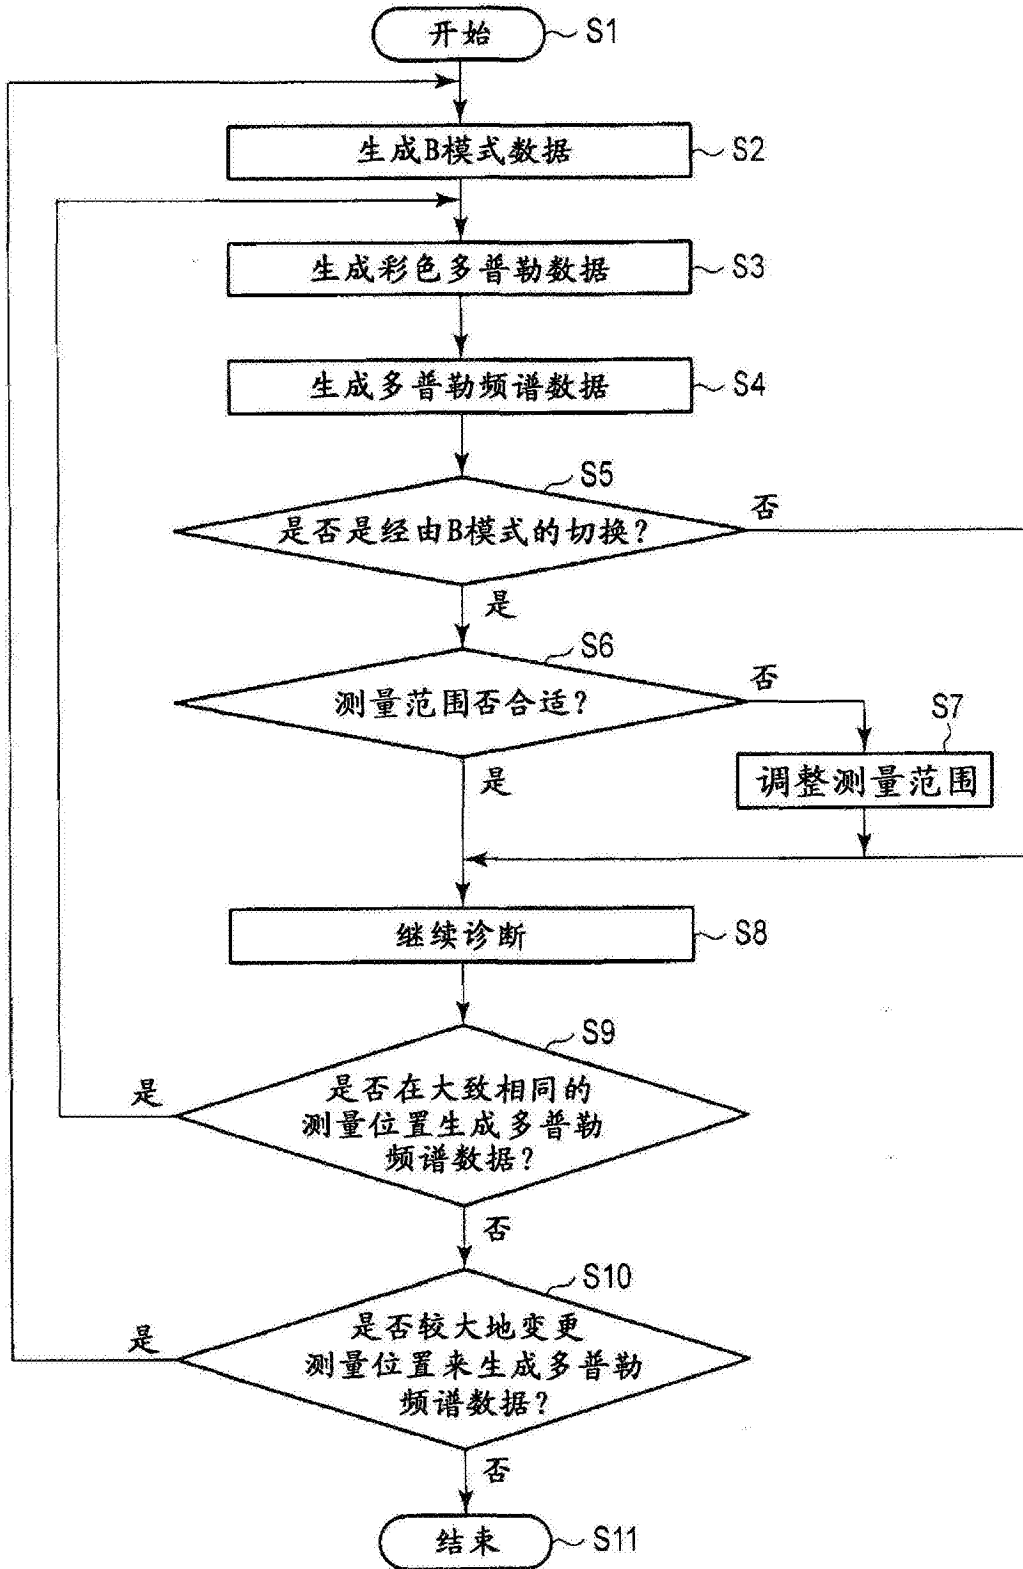 开始
S1
生成B模式数据
S2
生成彩色多普勒数据
S3
生成多普勒频谱数据
S4
S5
是否是经由B模式的切换?
否
是
S6
测量范围否合适?
否
是
S7
调整测量范围
继续诊断
S8
S9
是否在大致相同的
测量位置生成多普勒
频谱数据?
是
否
S10
是否较大地变更
测量位置来生成多普勒
频谱数据?
是
否
结束
S11